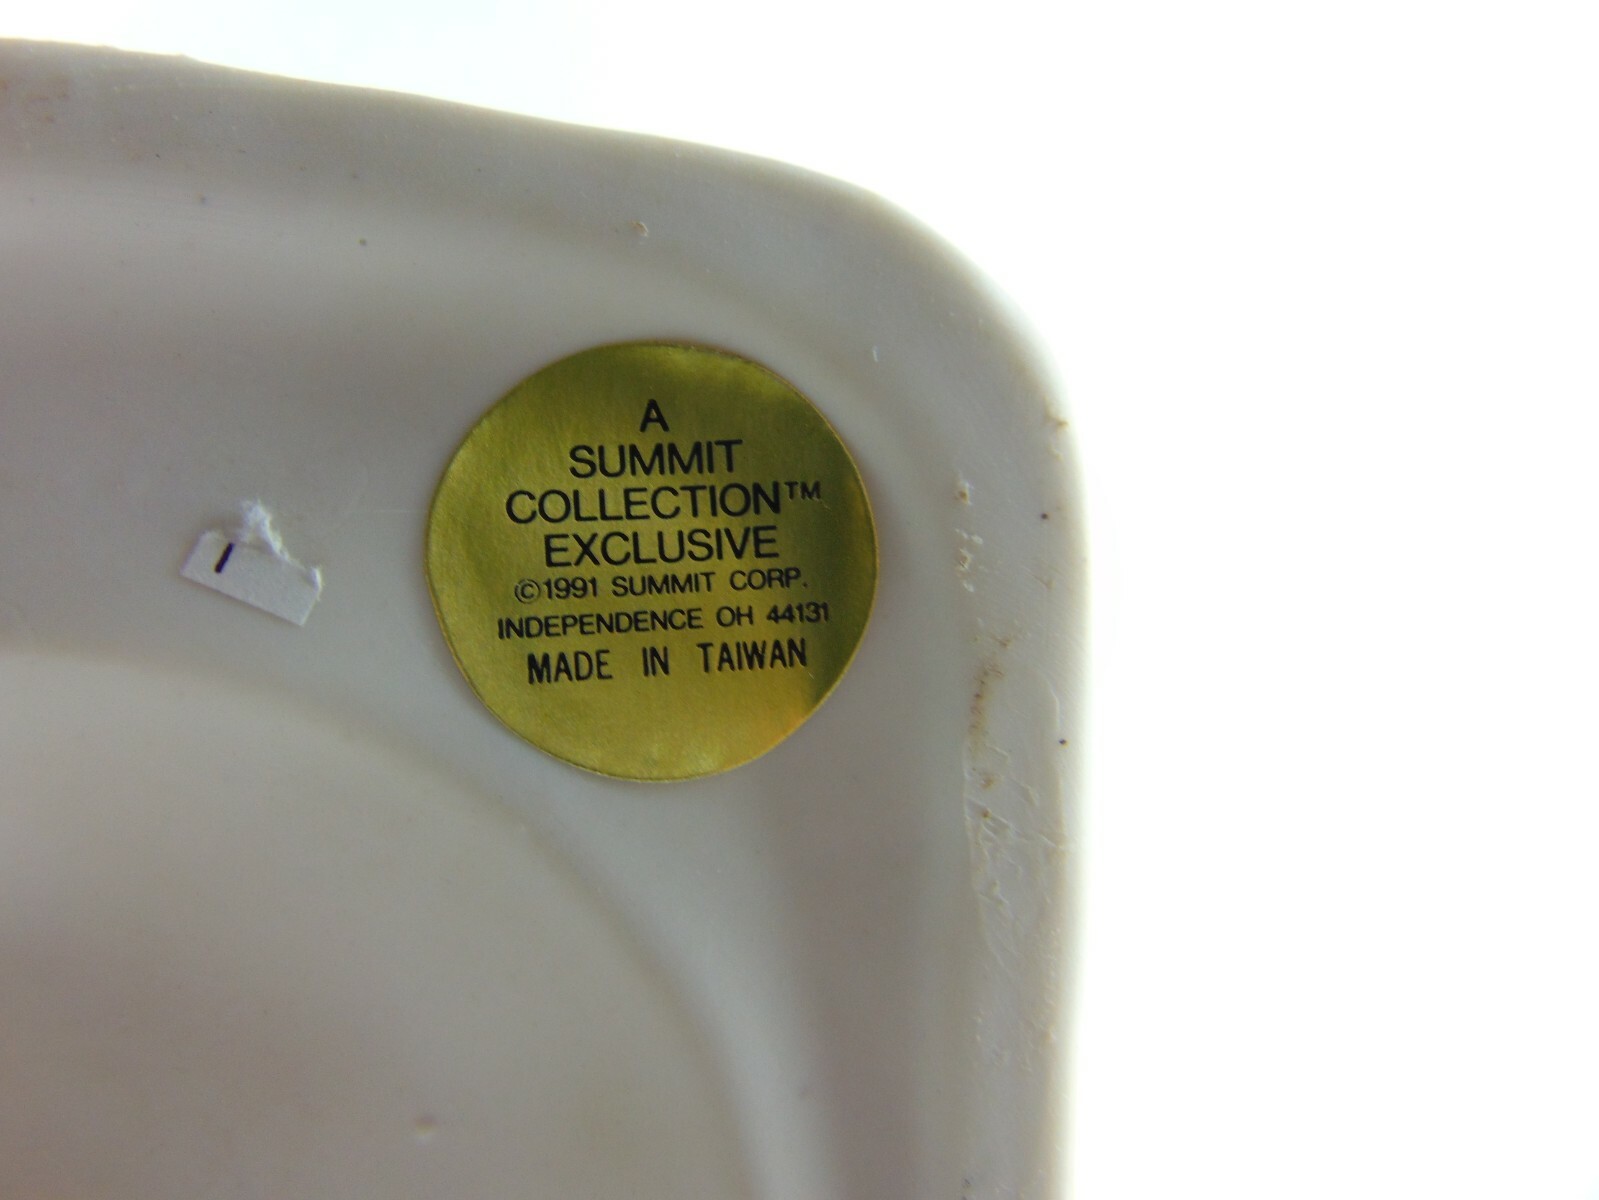 A
SUMMIT
COLLECTION™
EXCLUSIVE
©1991 SUMMIT CORP.
INDEPENDENCE OH 44131
MADE IN TAIWAN